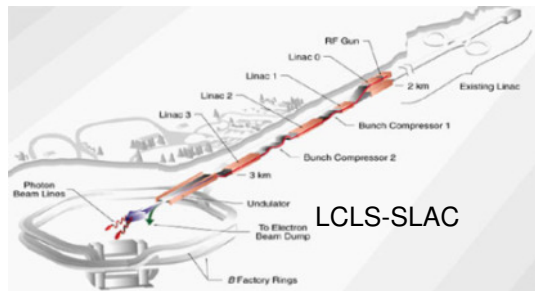 RF Gun
Linac 0
Linac 1
Linac 2
Linac 3
2 km
Existing Linac
Bunch Compressor 1
Bunch Compressor 2
3 km
Photon
Beam Lines
Undulator
LCLS-SLAC
To Electron
Beam Dump
B Factory Rings